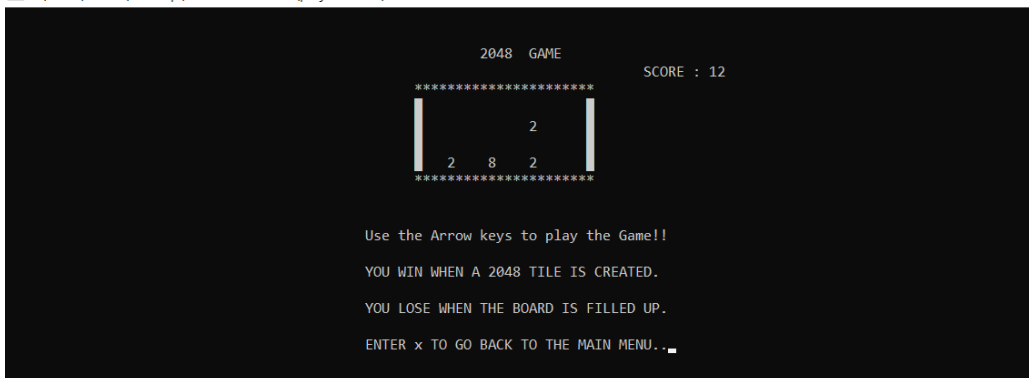 2048 GAME
SCORE : 12
**********************
2
2 8 2
**********************
Use the Arrow keys to play the Game!!
YOU WIN WHEN A 2048 TILE IS CREATED.
YOU LOSE WHEN THE BOARD IS FILLED UP.
ENTER x TO GO BACK TO THE MAIN MENU..